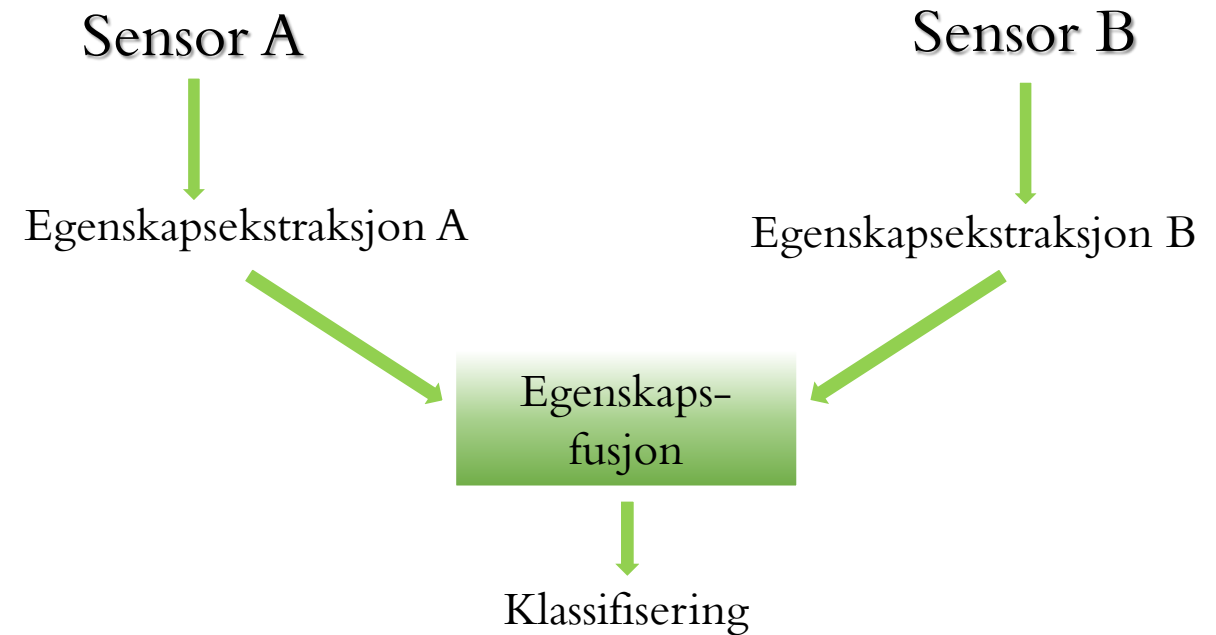 Sensor A
Sensor B
Egenskapsekstraksjon A
Egenskapsekstraksjon B
Egenskaps-
fusjon
Klassifisering